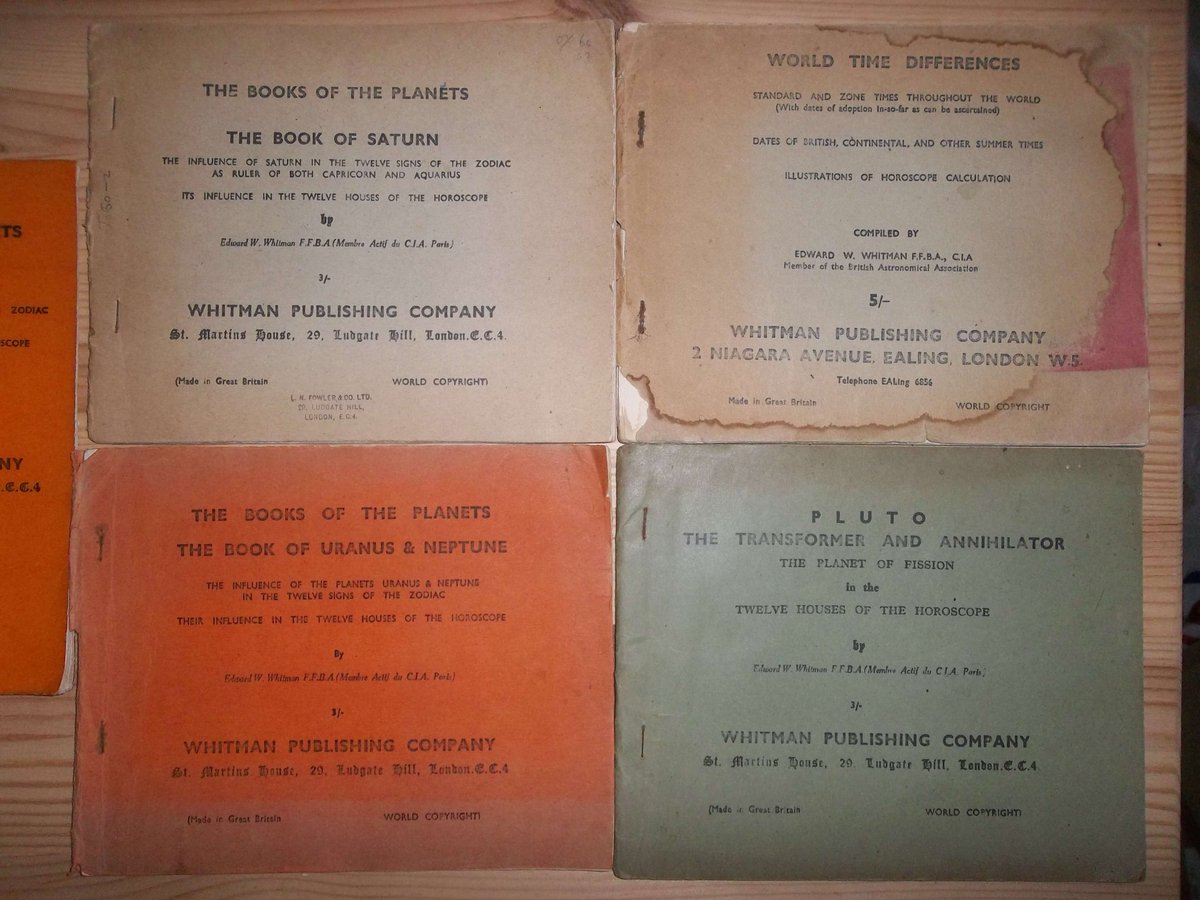 TS
ZODIAC
SCOPE
NY
.E.C.4
THE BOOKS OF THE PLANETS
THE BOOK OF SATURN
THE INFLUENCE OF SATURN IN THE TWELVE SIGNS OF THE ZODIAC
AS RULER OF BOTH CAPRICORN AND AQUARIUS
ITS INFLUENCE IN THE TWELVE HOUSES OF THE HOROSCOPE
by
Edward W. Whitman F.F.B.A.(Membre Actif du C.I.A. Paris)
3/-
WHITMAN PUBLISHING COMPANY
St. Martins House, 29, Ludgate Hill, London.E.C.4.
(Made in Great Britain
WORLD COPYRIGHT)
L. N. FOWLER & CO. LTD.
29, LUDGATE HILL,
LONDON, E.C.4.
WORLD TIME DIFFERENCES
STANDARD AND ZONE TIMES THROUGHOUT THE WORLD
(With dates of adoption in-so-far as can be ascertained)
DATES OF BRITISH, CONTINENTAL, AND OTHER SUMMER TIMES
ILLUSTRATIONS OF HOROSCOPE CALCULATION
COMPILED BY
EDWARD W. WHITMAN F.F.B.A., C.I.A
Member of the British Astronomical Association
5/-
WHITMAN PUBLISHING COMPANY
2 NIAGARA AVENUE, EALING, LONDON W.5.
Telephone EALing 6856
Made in Great Britain
WORLD COPYRIGHT
THE BOOKS OF THE PLANETS
THE BOOK OF URANUS & NEPTUNE
THE INFLUENCE OF THE PLANETS URANUS & NEPTUNE
IN THE TWELVE SIGNS OF THE ZODIAC
THEIR INFLUENCE IN THE TWELVE HOUSES OF THE HOROSCOPE
By
Edward W. Whitman F.F.B.A.(Membre Actif du C.I.A. Paris)
3/-
WHITMAN PUBLISHING COMPANY
St. Martins House, 29, Ludgate Hill, London.E.C.4
(Made in Great Britain
WORLD COPYRIGHT)
PLUTO
THE TRANSFORMER AND ANNIHILATOR
THE PLANET OF FISSION
in the
TWELVE HOUSES OF THE HOROSCOPE
by
Edward W. Whitman F.F.B.A.(Membre Actif du C.I.A. Paris)
3/-
WHITMAN PUBLISHING COMPANY
St. Martins House, 29, Ludgate Hill, London.E.C.4.
(Made in Great Britain
WORLD COPYRIGHT)